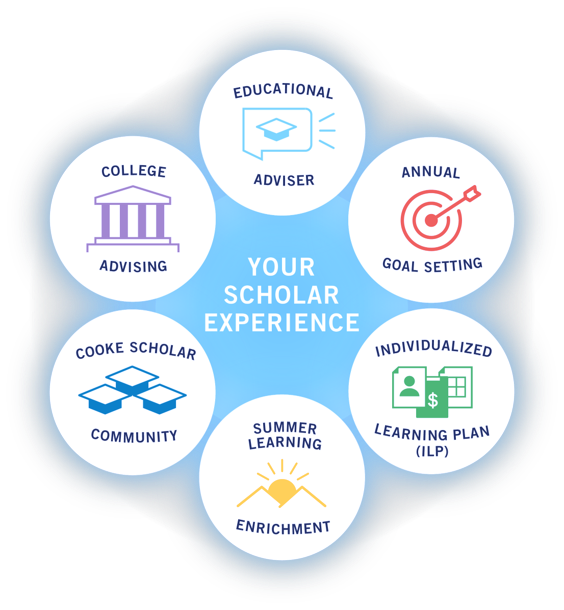 EDUCATIONAL
ADVISER
ANNUAL
GOAL SETTING
INDIVIDUALIZED
$
LEARNING PLAN
(ILP)
SUMMER
LEARNING
ENRICHMENT
COOKE SCHOLAR
COMMUNITY
COLLEGE
ADVISING
YOUR
SCHOLAR
EXPERIENCE